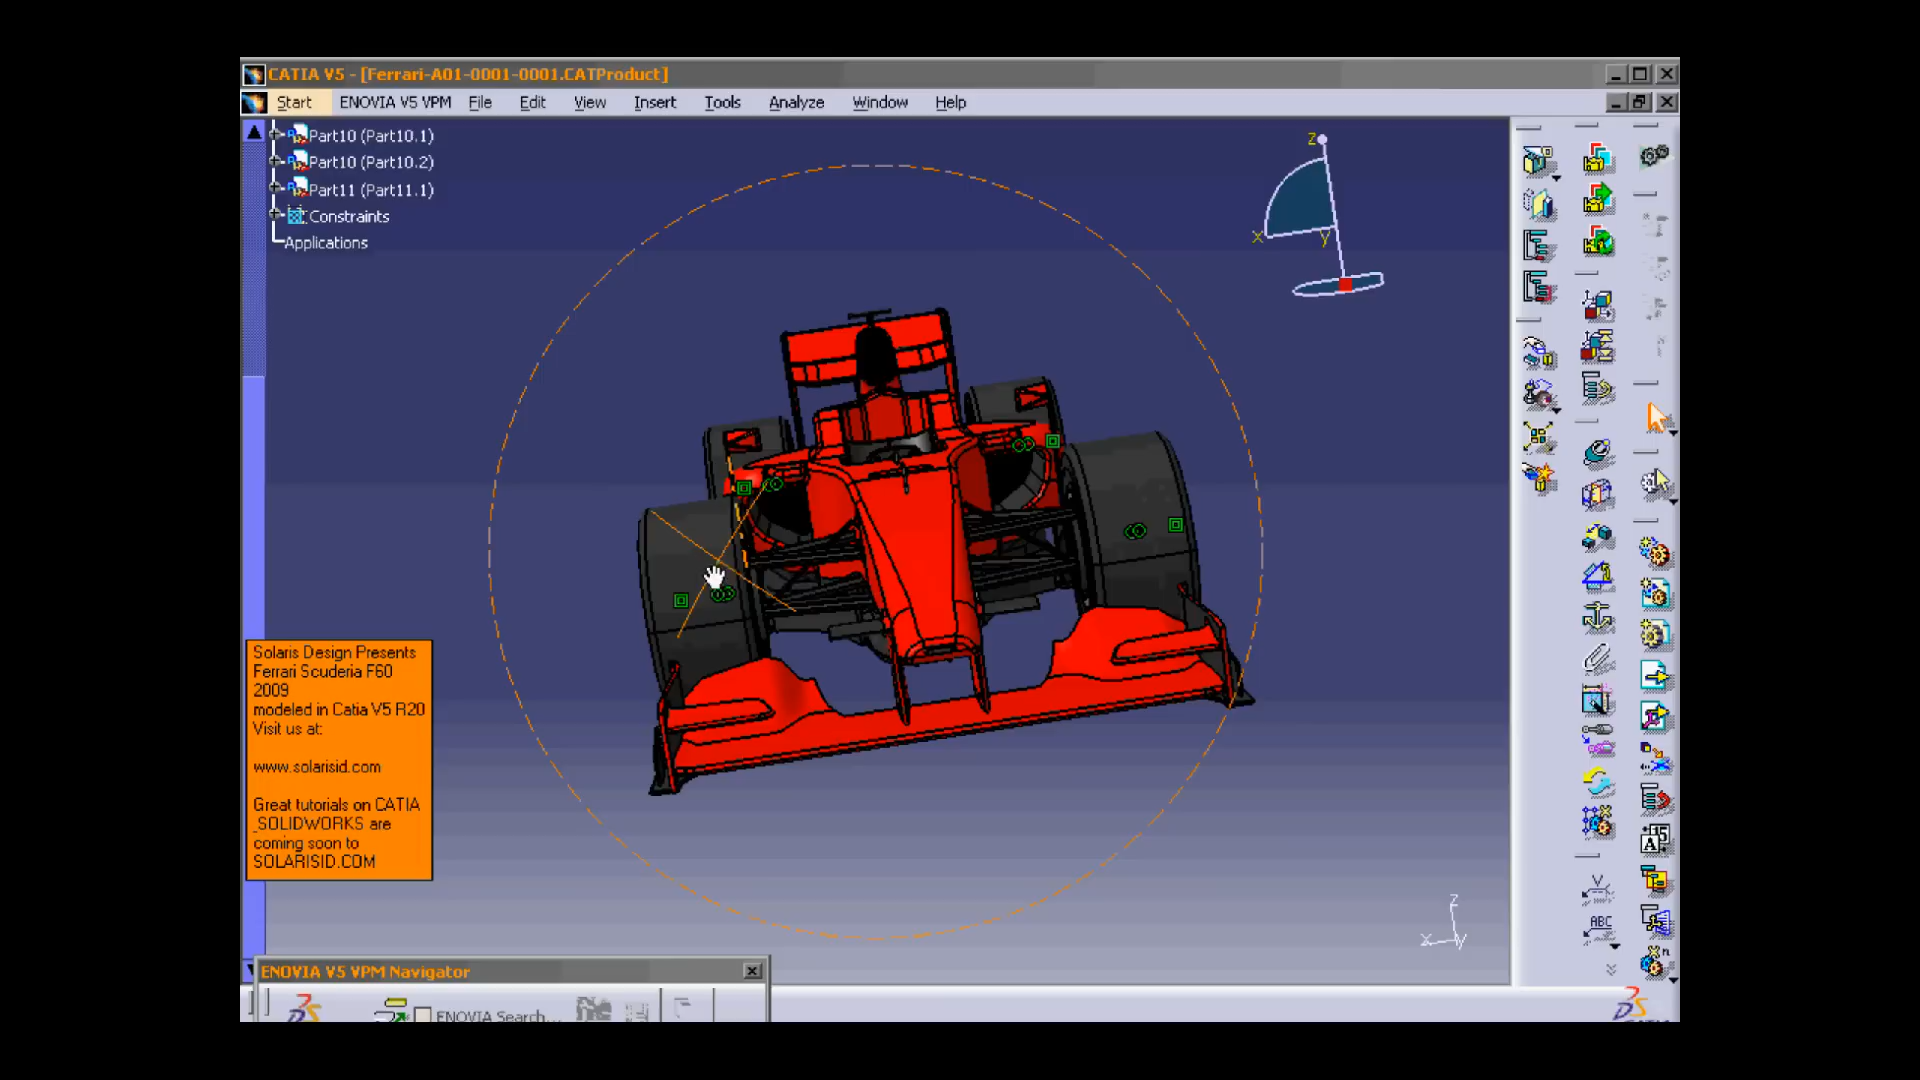 CATIA V5 - [Ferrari-A01-0001-0001.CATProduct]
Start ENOVIA V5 VPM File Edit View Insert Tools Analyze Window Help
Part10 (Part10.1)
Part10 (Part10.2)
Part11 (Part11.1)
Constraints
Applications
z
x
y
Solaris Design Presents
Ferrari Scuderia F60
2009
modeled in Catia V5 R20
Visit us at:
www.solarisid.com
Great tutorials on CATIA
_SOLIDWORKS are
coming soon to
SOLARISID.COM
ABC
z
x
y
ENOVIA V5 VPM Navigator
ENOVIA Search...